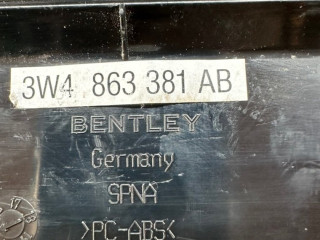 3W4 863 381 AB
BENTLEY
Germany
SPNA
>PC-ABS<